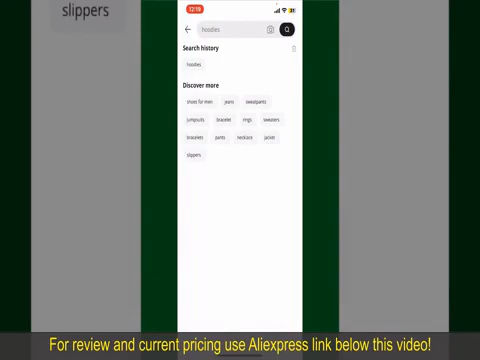 slippers
12:19
hoodies
Search history
hoodies
Discover more
shoes for men jeans sweatpants
jumpsuits bracelet rings sweaters
bracelets pants necklace jacket
slippers
For review and current pricing use Aliexpress link below this video!